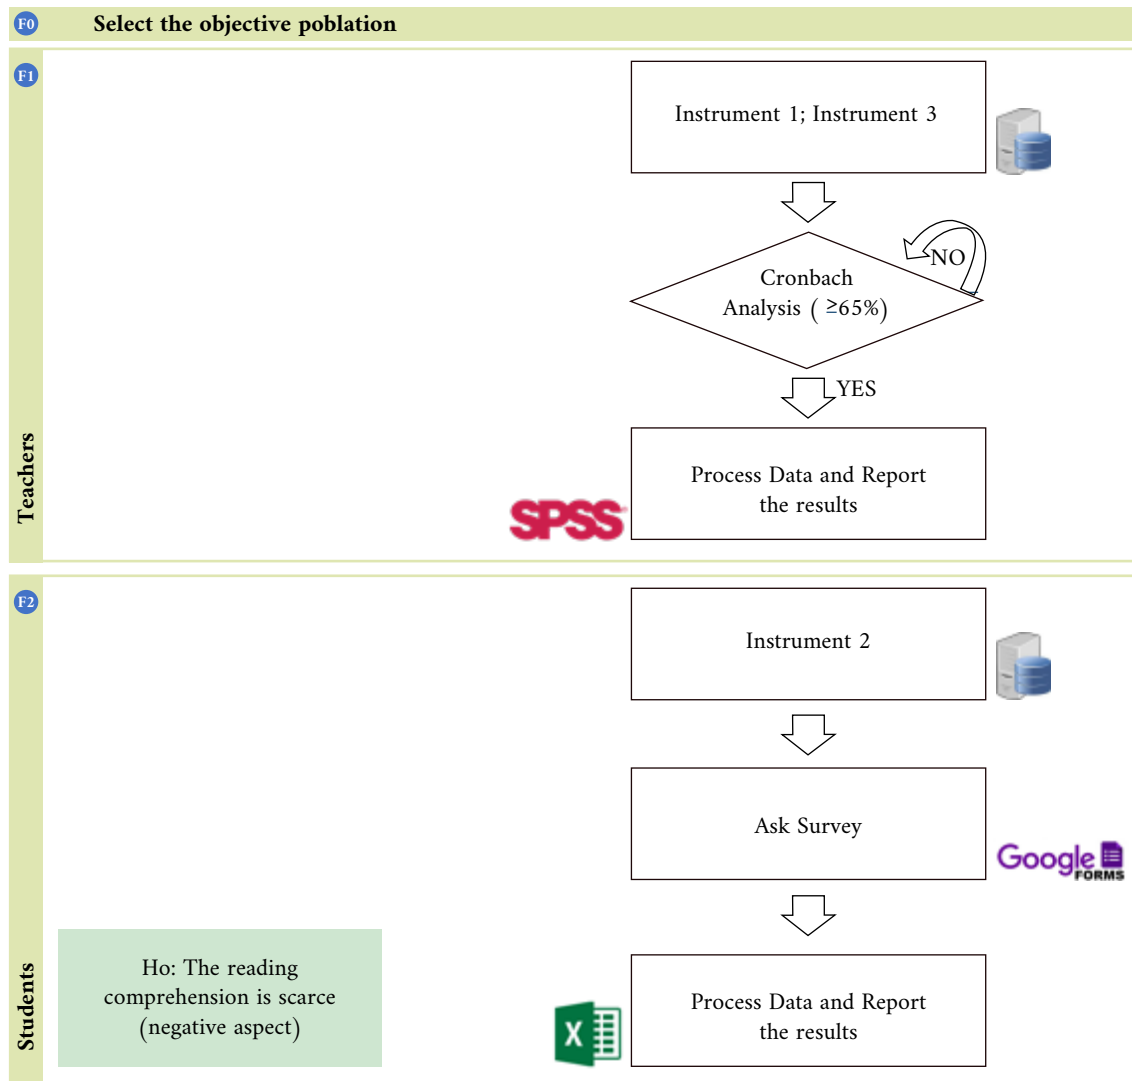 F0
Select the objective poblation
F1
Instrument 1; Instrument 3
NO
Cronbach
Analysis ( ≥65%)
YES
Process Data and Report
the results
SPSS
Teachers
F2
Instrument 2
Ask Survey
Google
FORMS
Ho: The reading
comprehension is scarce
(negative aspect)
X
Process Data and Report
the results
Students